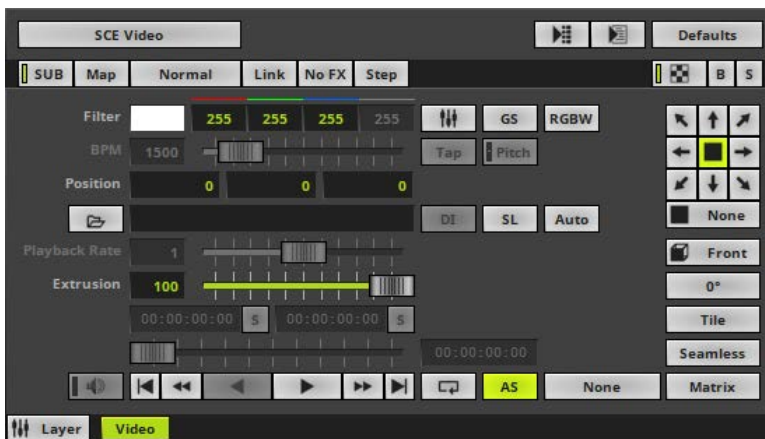 SCE Video Defaults
SUB Map Normal Link No FX Step B S
Filter 255 255 255 255 GS RGBW
BPM 1500 Tap Pitch
Position 0 0 0
DI SL Auto None
Playback Rate 1 Front
Extrusion 100 0°
00:00:00:00 S 00:00:00:00 S Tile
00:00:00:00 Seamless
AS None Matrix
Layer Video